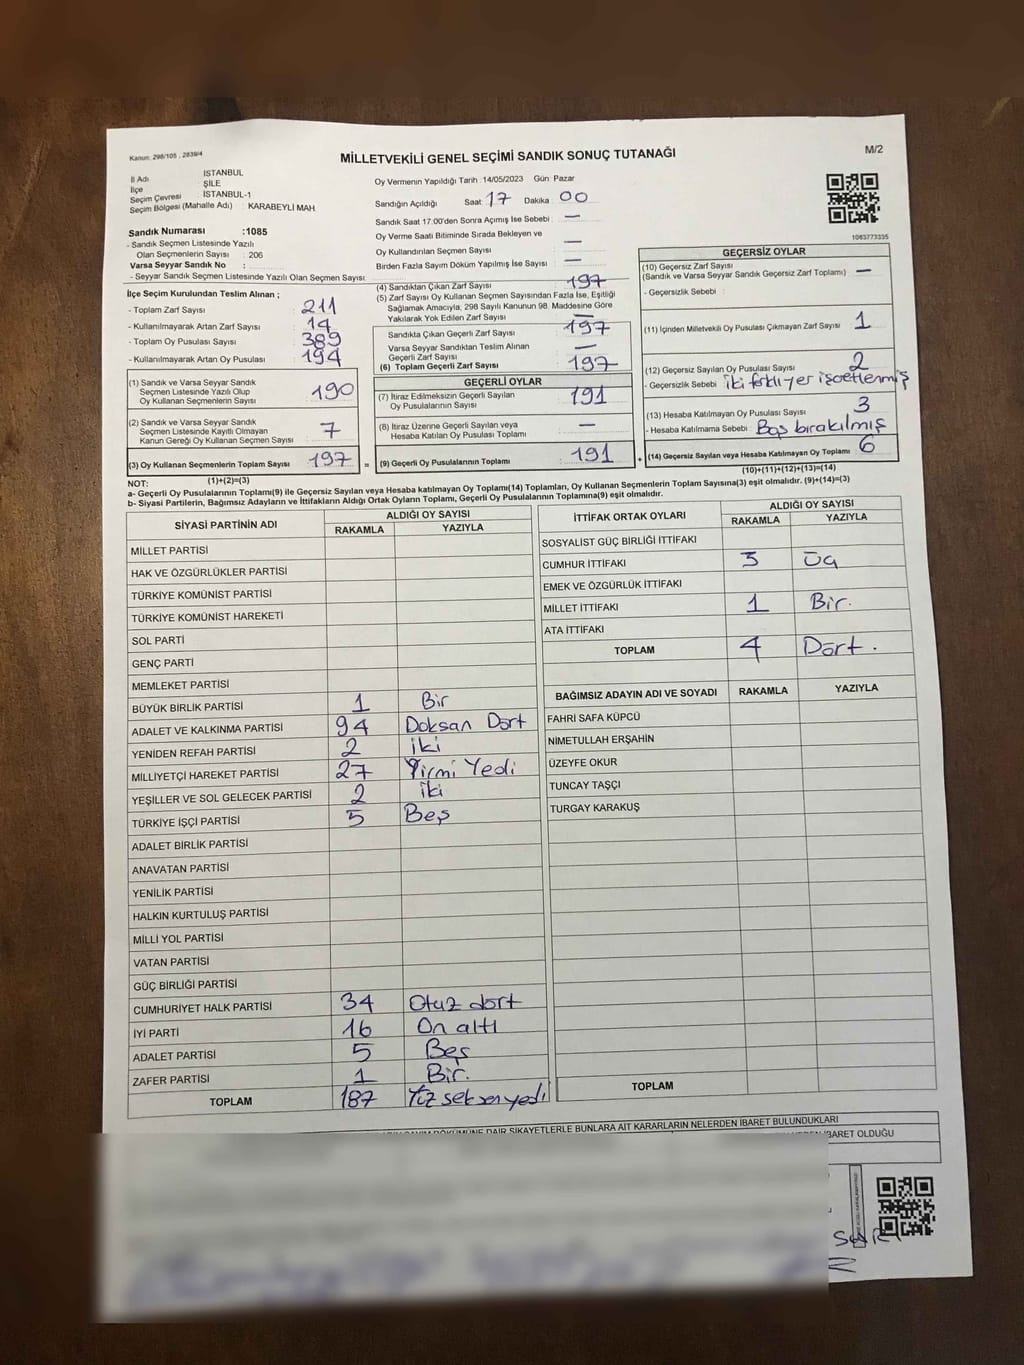 Kanun: 298/105 , 2839/4
MİLLETVEKİLİ GENEL SEÇİMİ SANDIK SONUÇ TUTANAĞI
M/2
İl Adı İSTANBUL
İlçe ŞİLE
Seçim Çevresi İSTANBUL-1
Seçim Bölgesi (Mahalle Adı) : KARABEYLİ MAH.
Oy Vermenin Yapıldığı Tarih : 14/05/2023 Gün Pazar
Sandığın Açıldığı Saat : 17 Dakika 00
Sandık Saat 17:00'den Sonra Açımış İse Sebebi : —
Oy Verme Saati Bitiminde Sırada Bekleyen ve
Oy Kullandırılan Seçmen Sayısı —
Birden Fazla Sayım Döküm Yapılmış İse Sayısı —
Sandık Numarası :1085
- Sandık Seçmen Listesinde Yazılı
Olan Seçmenlerin Sayısı : 206
Varsa Seyyar Sandık No :
- Seyyar Sandık Seçmen Listesinde Yazılı Olan Seçmen Sayısı
1063773335
İlçe Seçim Kurulundan Teslim Alınan ;
- Toplam Zarf Sayısı : 211
- Kullanılmayarak Artan Zarf Sayısı : 14
- Toplam Oy Pusulası Sayısı : 389
- Kullanılmayarak Artan Oy Pusulası : 194
(1) Sandık ve Varsa Seyyar Sandık
Seçmen Listesinde Yazılı Olup
Oy Kullanan Seçmenlerin Sayısı 190
(2) Sandık ve Varsa Seyyar Sandık
Seçmen Listesinde Kayıtlı Olmayan
Kanun Gereği Oy Kullanan Seçmen Sayısı 7
(3) Oy Kullanan Seçmenlerin Toplam Sayısı 197
(1)+(2)=(3)
(4) Sandıktan Çıkan Zarf Sayısı 197
(5) Zarf Sayısı Oy Kullanan Seçmen Sayısından Fazla İse, Eşitliği
Sağlamak Amacıyla, 298 Sayılı Kanunun 98. Maddesine Göre
Yakılarak Yok Edilen Zarf Sayısı : —
Sandıkta Çıkan Geçerli Zarf Sayısı : 197
Varsa Seyyar Sandıktan Teslim Alınan
Geçerli Zarf Sayısı —
(6) Toplam Geçerli Zarf Sayısı 197
GEÇERLİ OYLAR
(7) İtiraz Edilmeksizin Geçerli Sayılan
Oy Pusulalarının Sayısı 191
(8) İtiraz Üzerine Geçerli Sayılan veya
Hesaba Katılan Oy Pusulası Toplamı —
= (9) Geçerli Oy Pusulalarının Toplamı 191
GEÇERSİZ OYLAR
(10) Geçersiz Zarf Sayısı
(Sandık ve Varsa Seyyar Sandık Geçersiz Zarf Toplamı) —
- Geçersizlik Sebebi :
(11) İçinden Milletvekili Oy Pusulası Çıkmayan Zarf Sayısı 1
(12) Geçersiz Sayılan Oy Pusulası Sayısı 2
- Geçersizlik Sebebi İki farklı yer işaretlenmiş
(13) Hesaba Katılmayan Oy Pusulası Sayısı 3
- Hesaba Katılmama Sebebi : Boş bırakılmış
+ (14) Geçersiz Sayılan veya Hesaba Katılmayan Oy Toplamı 6
(10)+(11)+(12)+(13)=(14)
NOT:
a- Geçerli Oy Pusulalarının Toplamı(9) ile Geçersiz Sayılan veya Hesaba katılmayan Oy Toplamı(14) Toplamları, Oy Kullanan Seçmenlerin Toplam Sayısına(3) eşit olmalıdır. (9)+(14)=(3)
b- Siyasi Partilerin, Bağımsız Adayların ve İttifakların Aldığı Oyların Toplamı, Geçerli Oy Pusulalarının Toplamına(9) eşit olmalıdır.
SİYASİ PARTİNİN ADI ALDIĞI OY SAYISI
RAKAMLA YAZIYLA
MİLLET PARTİSİ
HAK VE ÖZGÜRLÜKLER PARTİSİ
TÜRKİYE KOMÜNİST PARTİSİ
TÜRKİYE KOMÜNİST HAREKETİ
SOL PARTİ
GENÇ PARTİ
MEMLEKET PARTİSİ
BÜYÜK BİRLİK PARTİSİ 1 Bir
ADALET VE KALKINMA PARTİSİ 94 Doksan Dört
YENİDEN REFAH PARTİSİ 2 iki
MİLLİYETÇİ HAREKET PARTİSİ 27 Yirmi Yedi
YEŞİLLER VE SOL GELECEK PARTİSİ 2 iki
TÜRKİYE İŞÇİ PARTİSİ 5 Beş
ADALET BİRLİK PARTİSİ
ANAVATAN PARTİSİ
YENİLİK PARTİSİ
HALKIN KURTULUŞ PARTİSİ
MİLLİ YOL PARTİSİ
VATAN PARTİSİ
GÜÇ BİRLİĞİ PARTİSİ
CUMHURİYET HALK PARTİSİ 34 Otuz dört
İYİ PARTİ 16 On altı
ADALET PARTİSİ 5 Beş
ZAFER PARTİSİ 1 Bir.
TOPLAM 187 Yüz seksen yedi
İTTİFAK ORTAK OYLARI ALDIĞI OY SAYISI
RAKAMLA YAZIYLA
SOSYALİST GÜÇ BİRLİĞİ İTTİFAKI
CUMHUR İTTİFAKI 3 Üç
EMEK VE ÖZGÜRLÜK İTTİFAKI
MİLLET İTTİFAKI 1 Bir.
ATA İTTİFAKI
TOPLAM 4 Dört.
BAĞIMSIZ ADAYIN ADI VE SOYADI RAKAMLA YAZIYLA
FAHRİ SAFA KÜPCÜ
NİMETULLAH ERŞAHİN
ÜZEYFE OKUR
TUNCAY TAŞÇI
TURGAY KARAKUŞ
TOPLAM
DÖKÜMÜNE DAİR ŞİKAYETLERLE BUNLARA AİT KARARLARIN NELERDEN İBARET BULUNDUKLARI
İBARET OLDUĞU